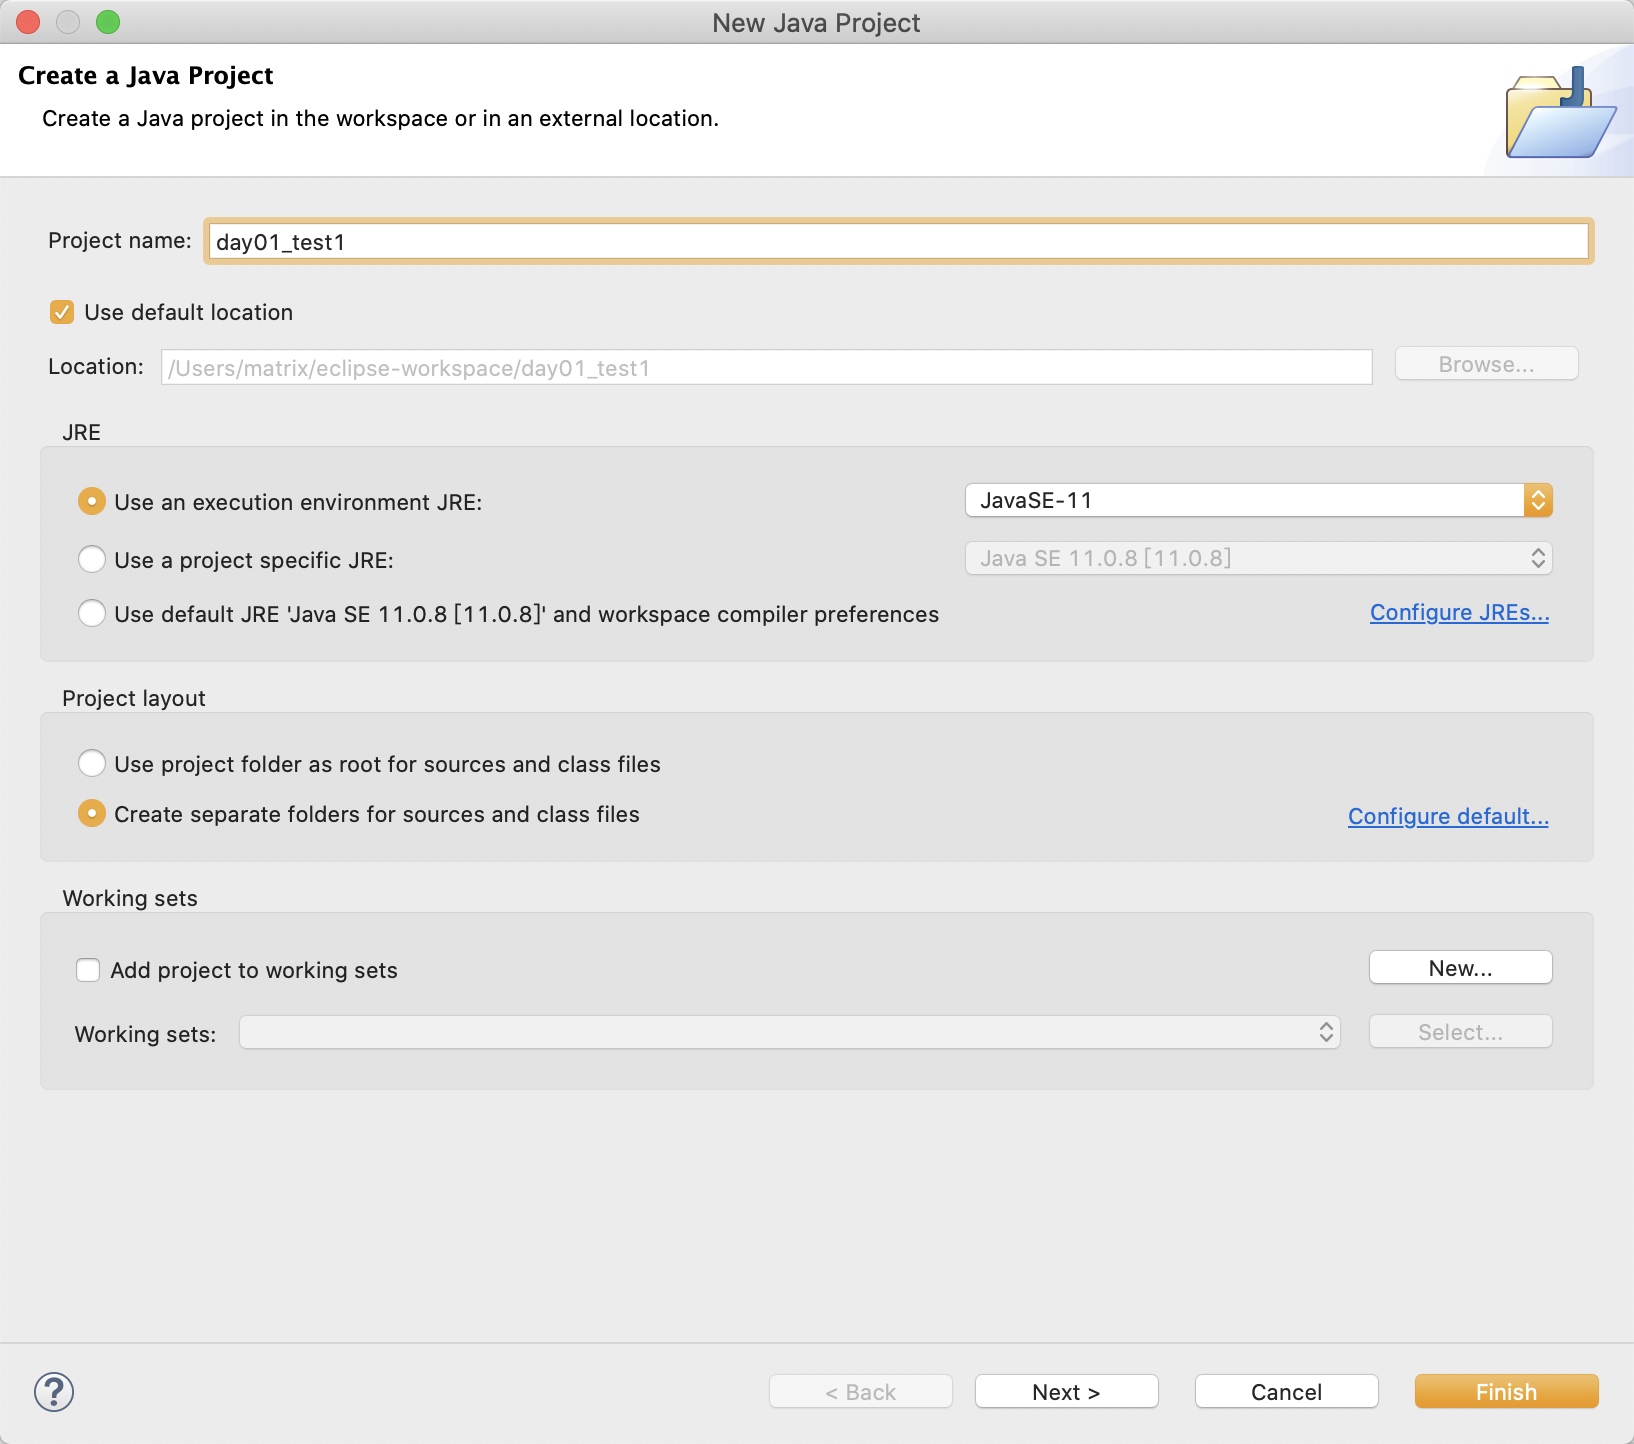 New Java Project
Create a Java Project
Create a Java project in the workspace or in an external location.
Project name: day01_test1
Use default location
Location: /Users/matrix/eclipse-workspace/day01_test1 Browse...
JRE
Use an execution environment JRE: JavaSE-11
Use a project specific JRE: Java SE 11.0.8 [11.0.8]
Use default JRE 'Java SE 11.0.8 [11.0.8]' and workspace compiler preferences Configure JREs...
Project layout
Use project folder as root for sources and class files
Create separate folders for sources and class files Configure default...
Working sets
Add project to working sets New...
Working sets: Select...
? < Back Next > Cancel Finish